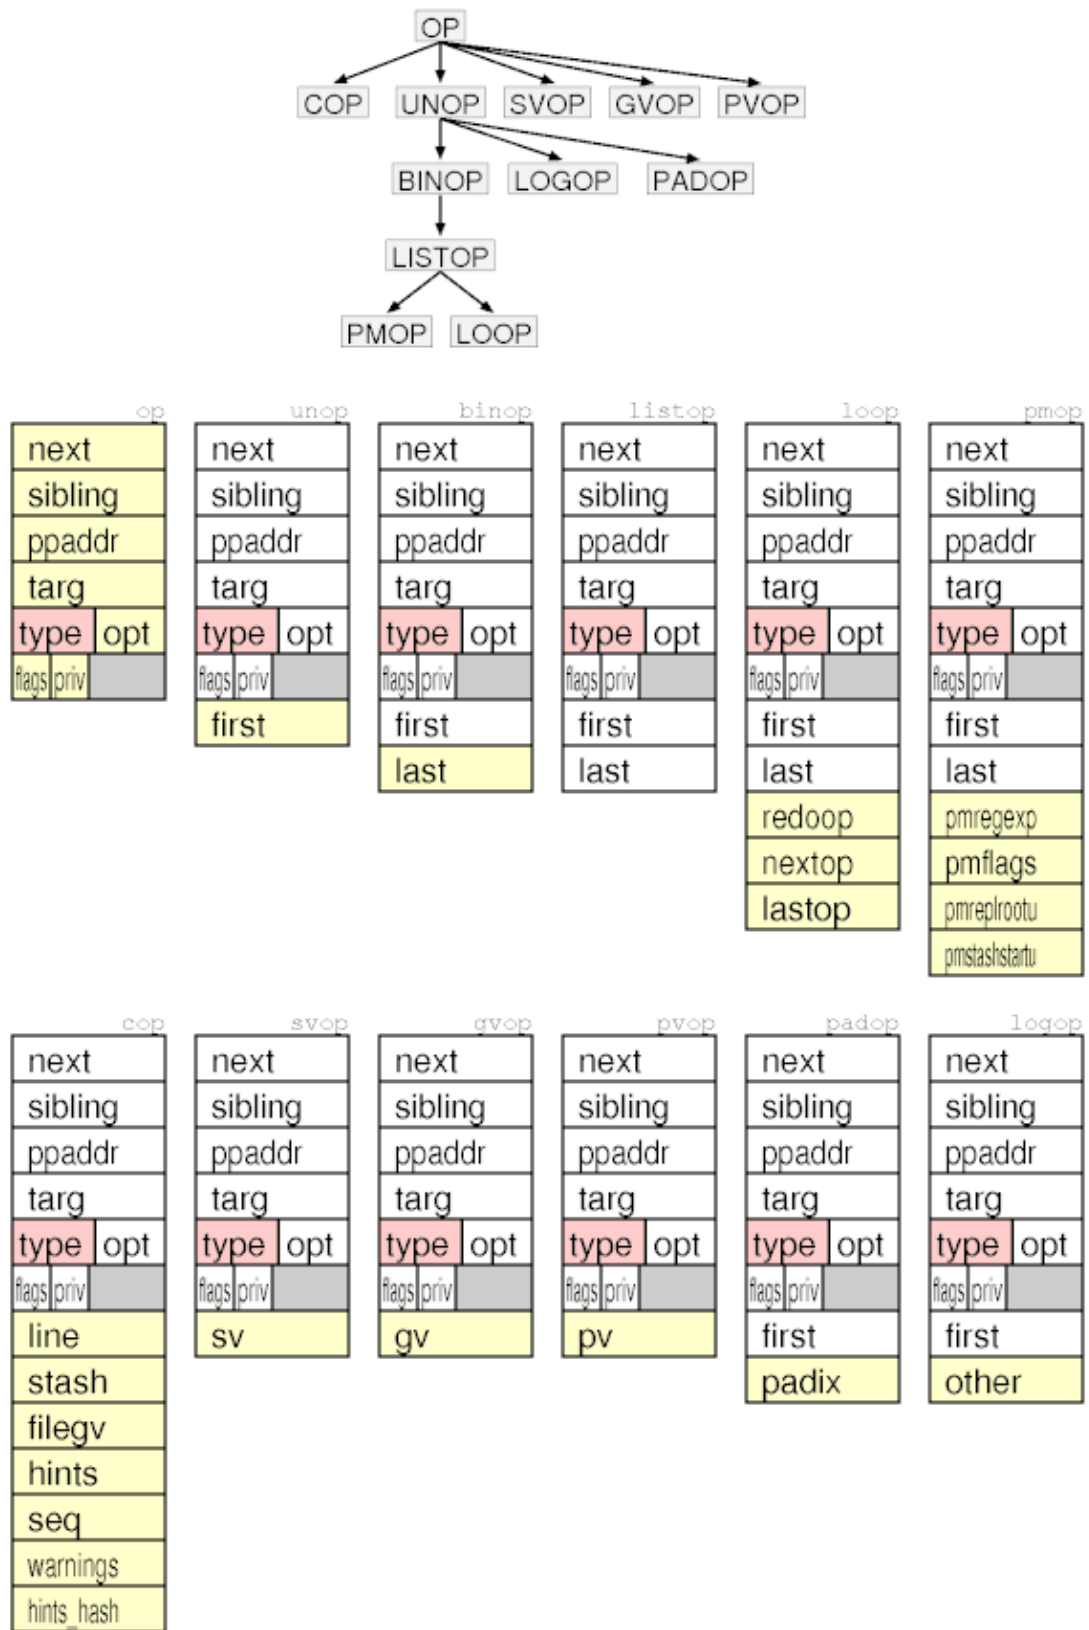 OP
COP UNOP SVOP GVOP PVOP
BINOP LOGOP PADOP
LISTOP
PMOP LOOP
op unop binop listop loop pmop
next next next next next next
sibling sibling sibling sibling sibling sibling
ppaddr ppaddr ppaddr ppaddr ppaddr ppaddr
targ targ targ targ targ targ
type opt type opt type opt type opt type opt type opt
flags priv flags priv flags priv flags priv flags priv flags priv
first first first first first
last last last last
redoop pmregexp
nextop pmflags
lastop pmreplrootu
pmstashstartu
cop svop gvop pvop padop logop
next next next next next next
sibling sibling sibling sibling sibling sibling
ppaddr ppaddr ppaddr ppaddr ppaddr ppaddr
targ targ targ targ targ targ
type opt type opt type opt type opt type opt type opt
flags priv flags priv flags priv flags priv flags priv flags priv
line sv gv pv first first
stash padix other
filegv
hints
seq
warnings
hints_hash